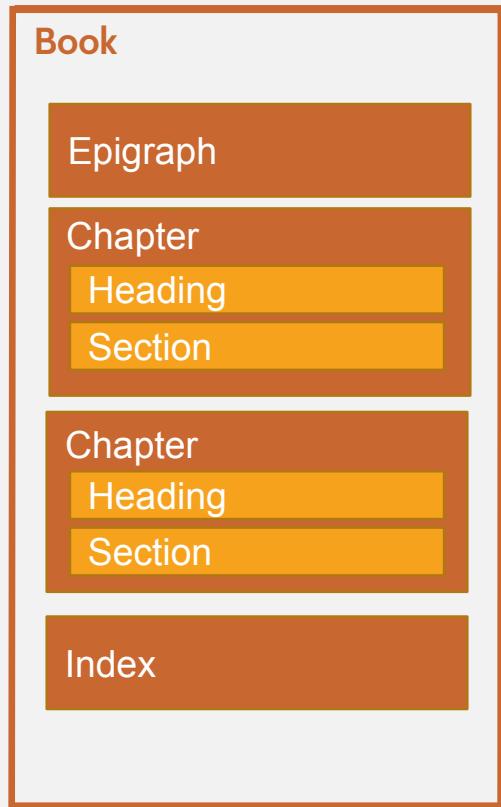 Book
Epigraph
Chapter
Heading
Section
Chapter
Heading
Section
Index